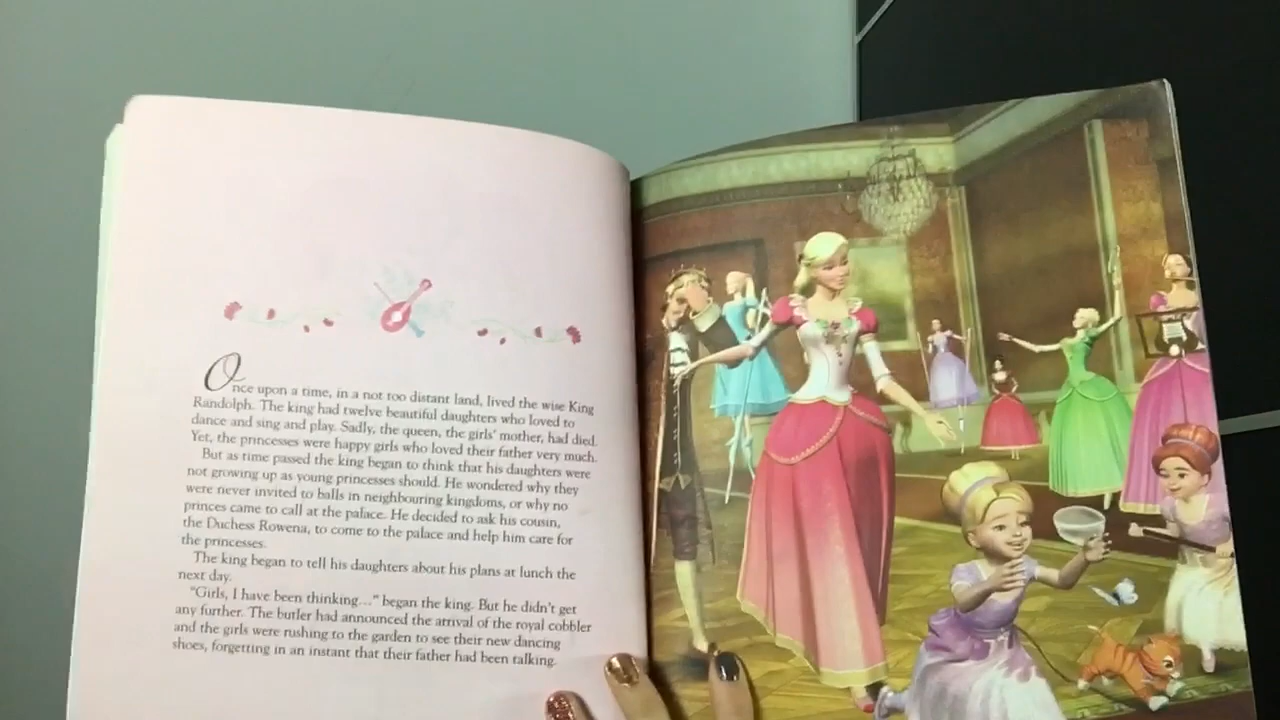 Once upon a time, in a not too distant land, lived the wise King
Randolph. The king had twelve beautiful daughters who loved to
dance and sing and play. Sadly, the queen, the girls' mother, had died.
Yet, the princesses were happy girls who loved their father very much.
But as time passed the king began to think that his daughters were
not growing up as young princesses should. He wondered why they
were never invited to balls in neighbouring kingdoms, or why no
princes came to call at the palace. He decided to ask his cousin,
the Duchess Rowena, to come to the palace and help him care for
the princesses.
The king began to tell his daughters about his plans at lunch the
next day.
"Girls, I have been thinking..." began the king. But he didn't get
any further. The butler had announced the arrival of the royal cobbler
and the girls were rushing to the garden to see their new dancing
shoes, forgetting in an instant that their father had been talking.